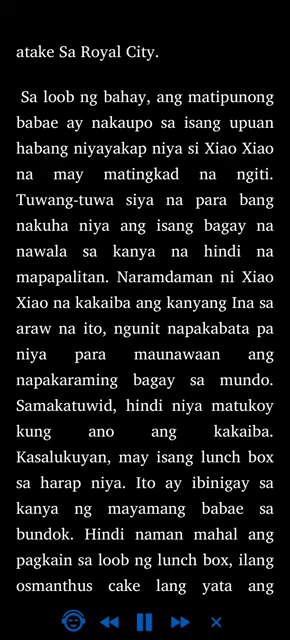 atake Sa Royal City.
Sa loob ng bahay, ang matipunong
babae ay nakaupo sa isang upuan
habang niyayakap niya si Xiao Xiao
na may matingkad na ngiti.
Tuwang-tuwa siya na para bang
nakuha niya ang isang bagay na
nawala sa kanya na hindi na
mapapalitan. Naramdaman ni Xiao
Xiao na kakaiba ang kanyang Ina sa
araw na ito, ngunit napakabata pa
niya para maunawaan ang
napakaraming bagay sa mundo.
Samakatuwid, hindi niya matukoy
kung ano ang kakaiba.
Kasalukuyan, may isang lunch box
sa harap niya. Ito ay ibinigay sa
kanya ng mayamang babae sa
bundok. Hindi naman mahal ang
pagkain sa loob ng lunch box, ilang
osmanthus cake lang yata ang